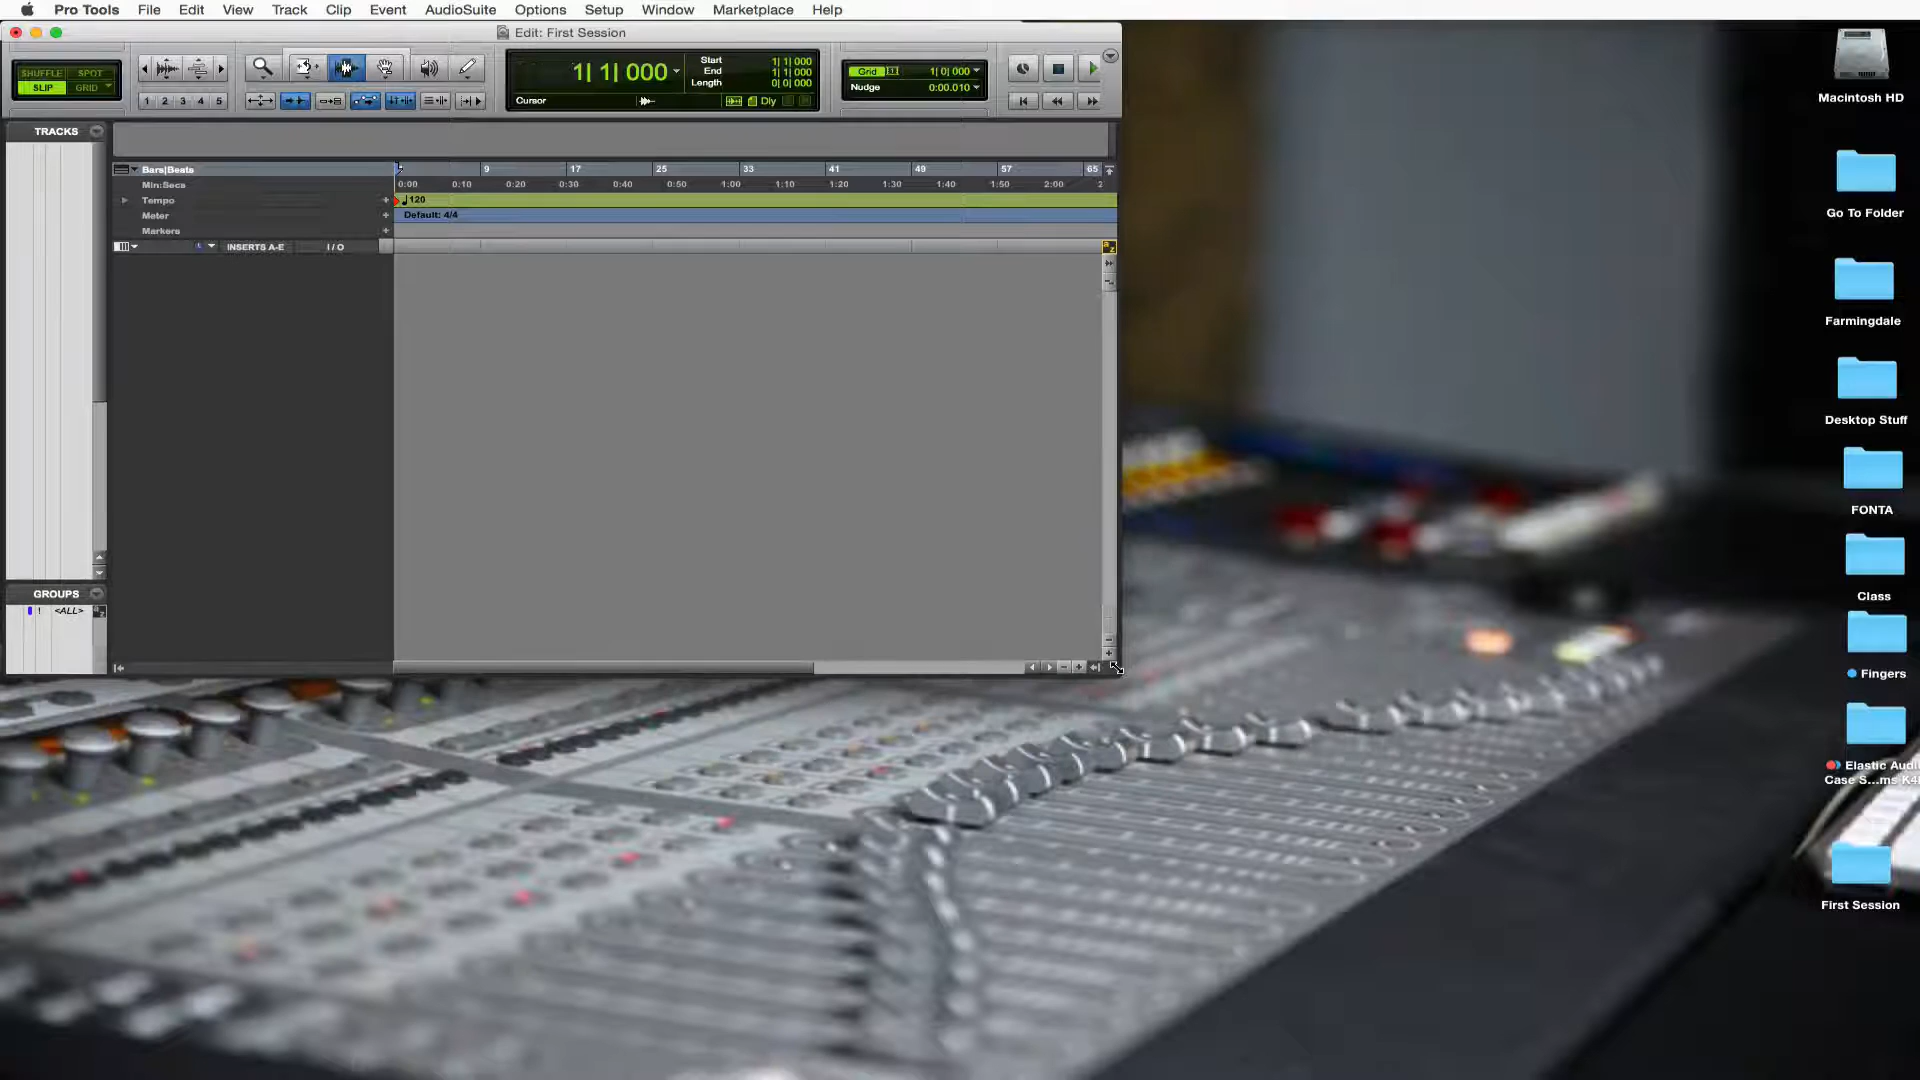 Pro Tools File Edit View Track Clip Event AudioSuite Options Setup Window Marketplace Help
Edit: First Session
SHUFFLE SPOT
SLIP GRID
1 2 3 4 5
1| 1| 000
Cursor
Start 1| 1| 000
End 1| 1| 000
Length 0| 0| 000
Dly
Grid 1| 0| 000
Nudge 0:00.010
TRACKS
Bars|Beats 9 17 25 33 41 49 57 65
Min:Secs 0:00 0:10 0:20 0:30 0:40 0:50 1:00 1:10 1:20 1:30 1:40 1:50 2:00 2
Tempo + 120
Meter + Default: 4/4
Markers +
INSERTS A-E I / O
a z
GROUPS
! <ALL>
Macintosh HD
Go To Folder
Farmingdale
Desktop Stuff
FONTA
Class
Fingers
Elastic Audi
Case S...ms K4
First Session